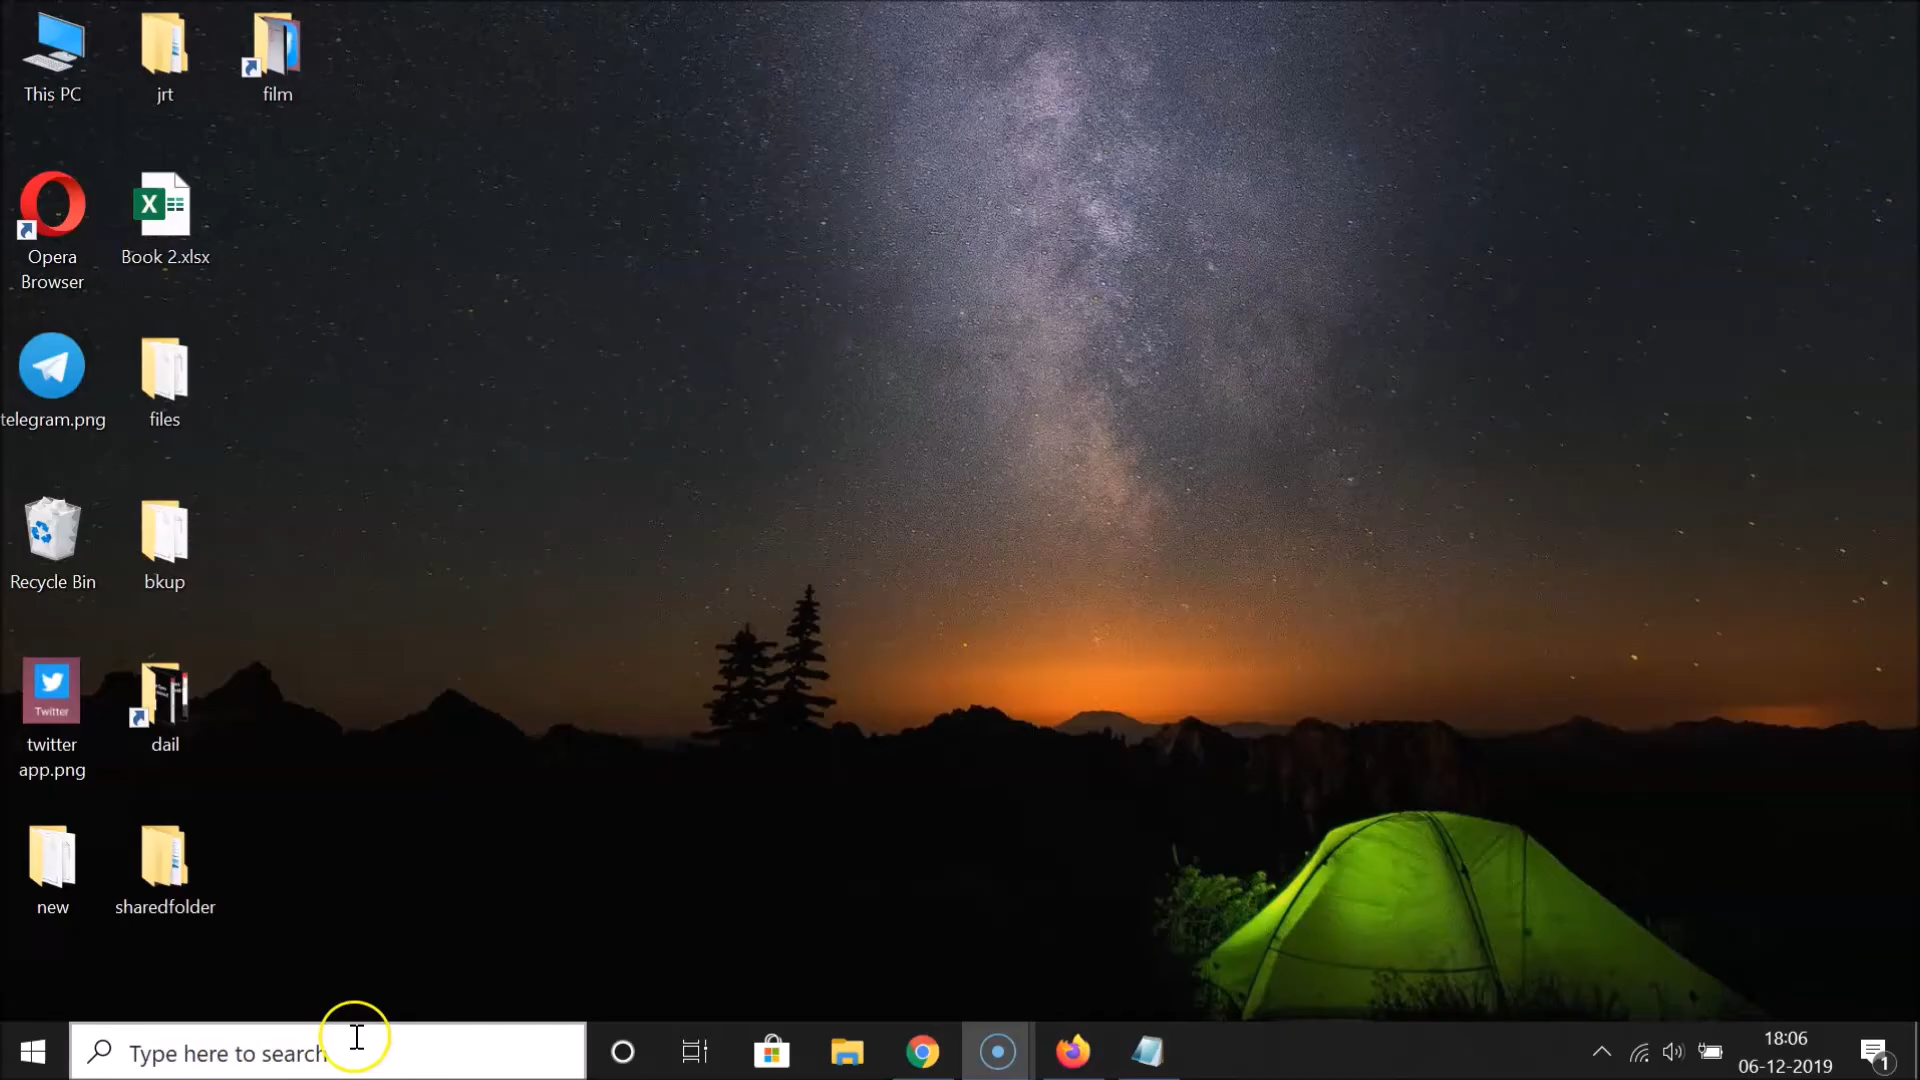 This PC
jrt
film
Opera
Browser
Book 2.xlsx
telegram.png
files
Recycle Bin
bkup
Twitter
twitter
app.png
dail
new
sharedfolder
Type here to search
18:06
06-12-2019
1